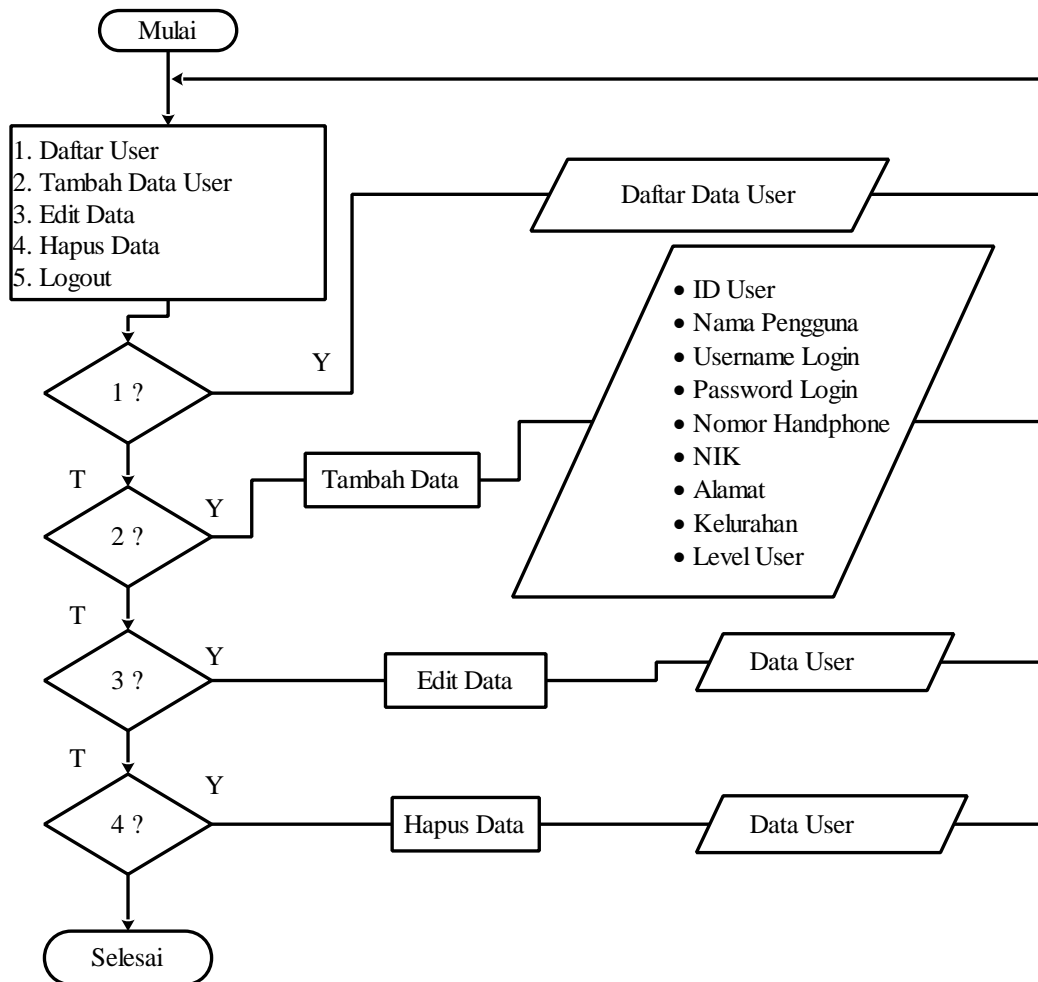 Mulai
1. Daftar User
2. Tambah Data User
3. Edit Data
4. Hapus Data
5. Logout
Daftar Data User
• ID User
• Nama Pengguna
• Username Login
• Password Login
• Nomor Handphone
• NIK
• Alamat
• Kelurahan
• Level User
1 ?
Y
T
2 ?
Y
Tambah Data
T
3 ?
Y
Edit Data
Data User
T
4 ?
Y
Hapus Data
Data User
Selesai